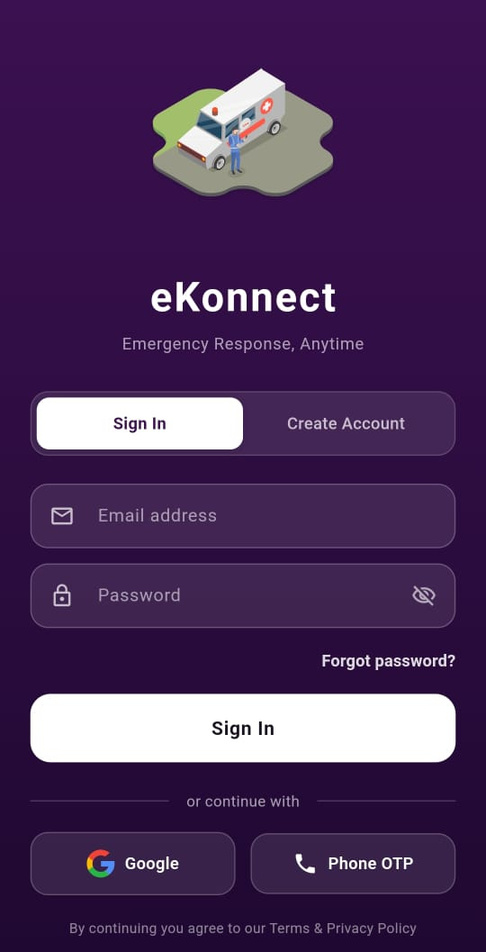 eKonnect
Emergency Response, Anytime
Sign In
Create Account
Email address
Password
Forgot password?
Sign In
or continue with
Google
Phone OTP
By continuing you agree to our Terms & Privacy Policy